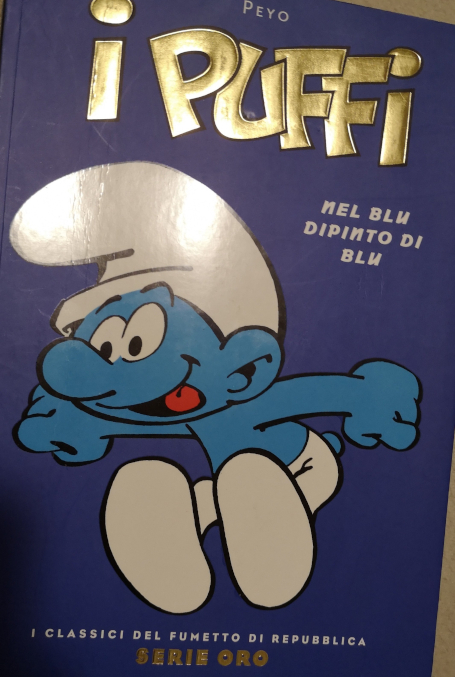 PEYO
i PUFFi
NEL BLU
DIPINTO DI
BLU
I CLASSICI DEL FUMETTO DI REPUBBLICA
SERIE ORO